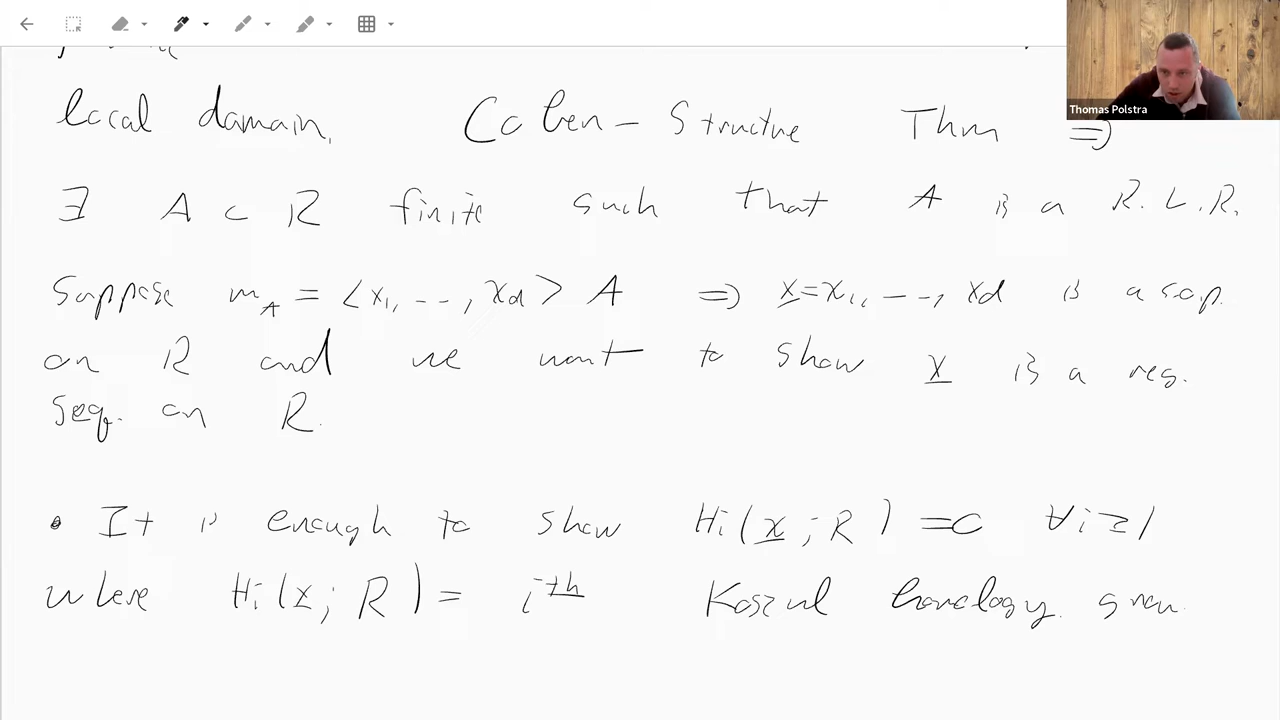 Thomas Polstra
local domain. Cohen-Structure Thm ⇒
∃ A ⊂ R finite such that A is a R.L.R.
Suppose m_A = <x_1, ---, x_d> A ⇒ x = x_1, ---, x_d is a s.o.p.
on R and we want to show x is a reg.
seq. on R.
• It is enough to show H_i(x; R) = 0 ∀ i ≥ 1
where H_i(x; R) = i^th Koszul homology